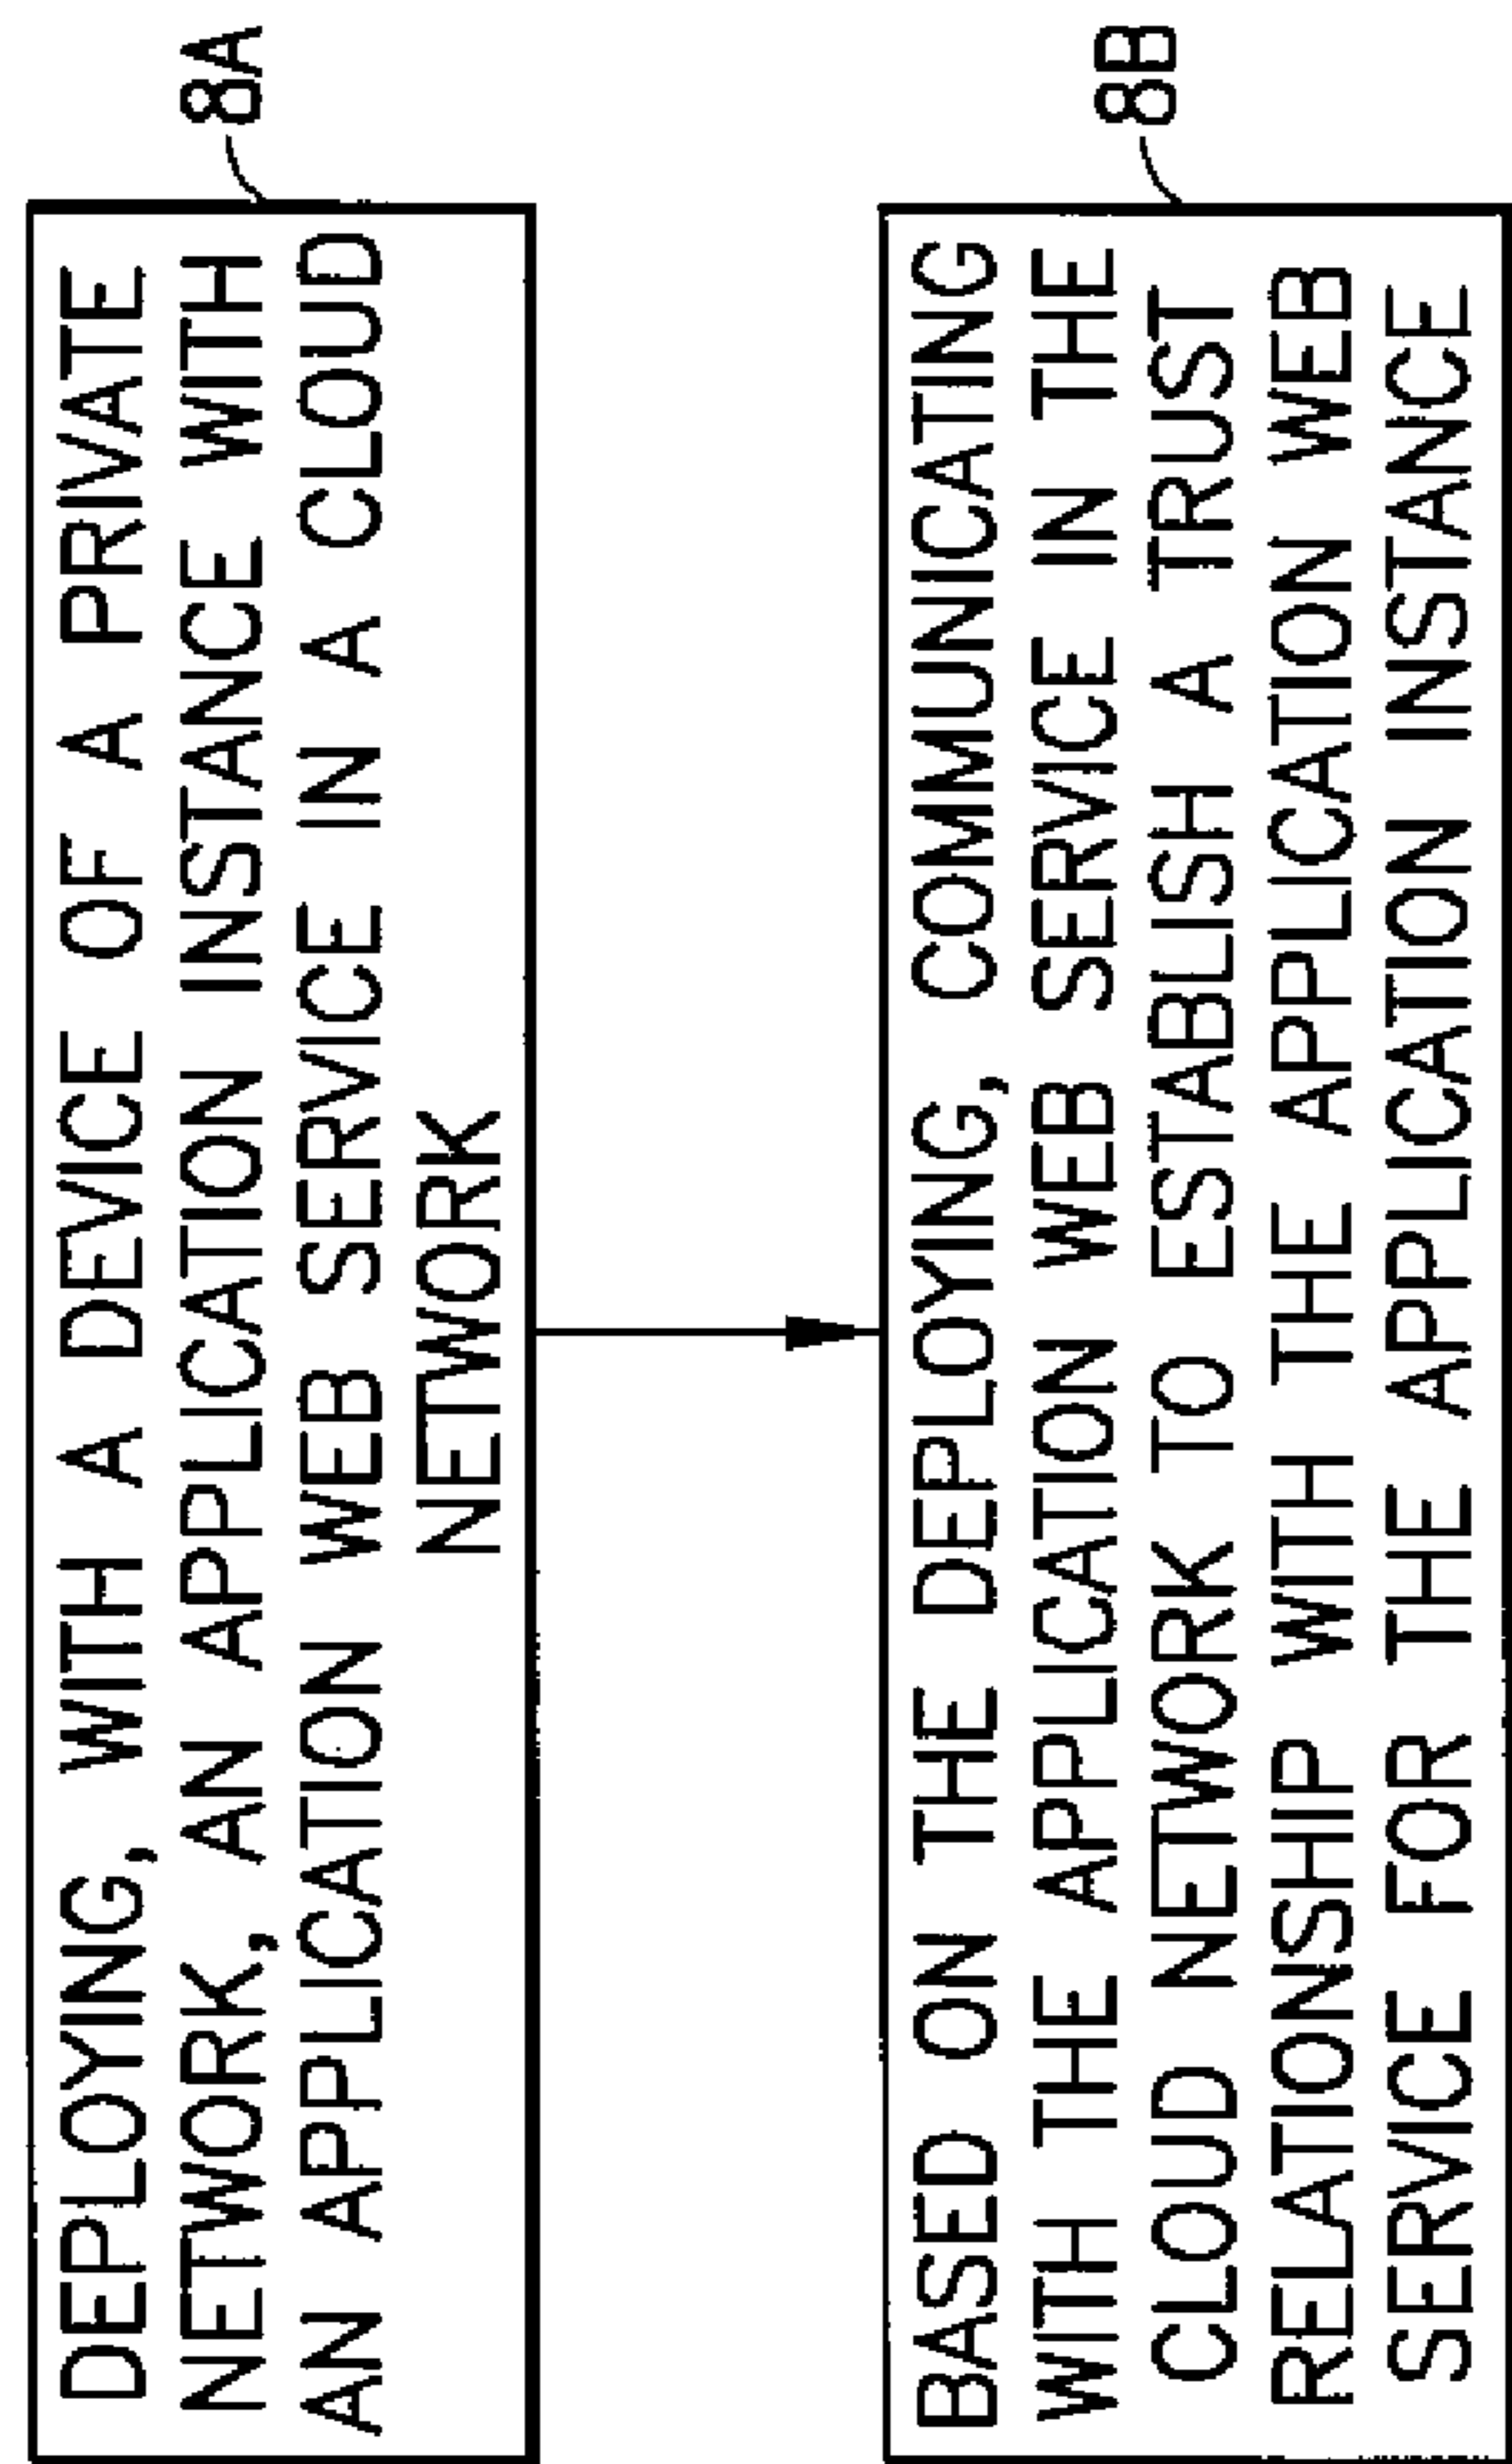 DEPLOYING, WITH A DEVICE OF A PRIVATE
NETWORK, AN APPLICATION INSTANCE WITH
AN APPLICATION WEB SERVICE IN A CLOUD
NETWORK
8A
BASED ON THE DEPLOYING, COMMUNICATING
WITH THE APPLICATION WEB SERVICE IN THE
CLOUD NETWORK TO ESTABLISH A TRUST
RELATIONSHIP WITH THE APPLICATION WEB
SERVICE FOR THE APPLICATION INSTANCE
8B